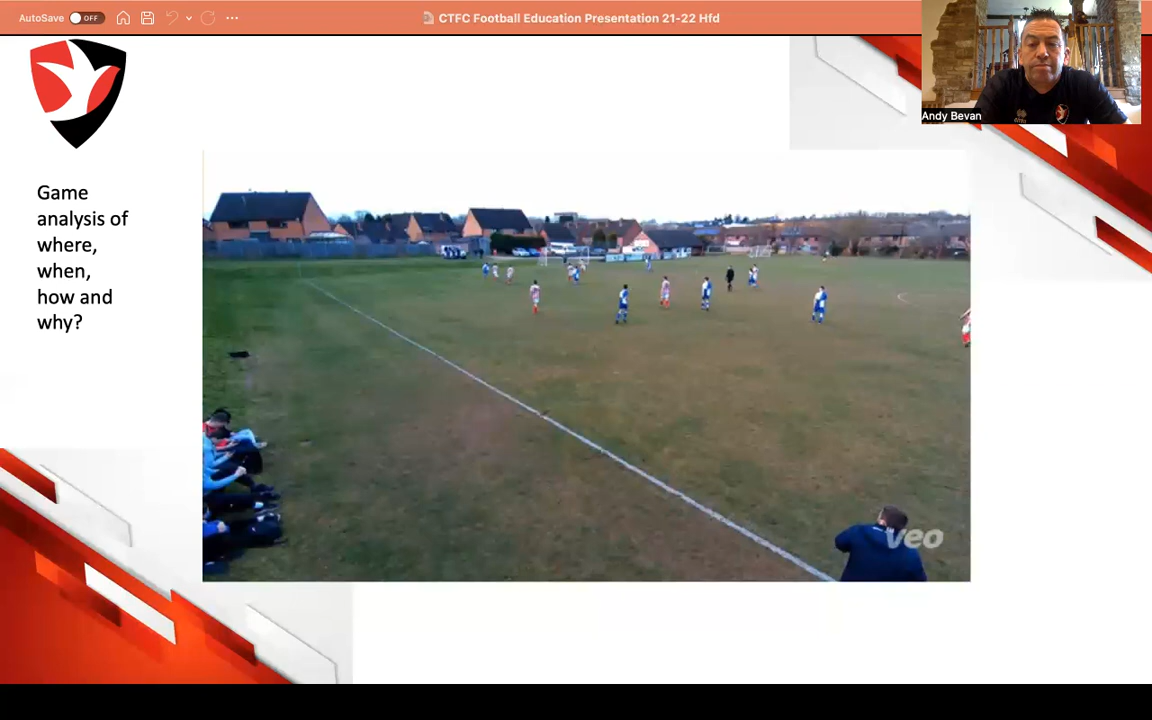 AutoSave OFF
CTFC Football Education Presentation 21-22 Hfd
Andy Bevan
Game
analysis of
where,
when,
how and
why?
veo